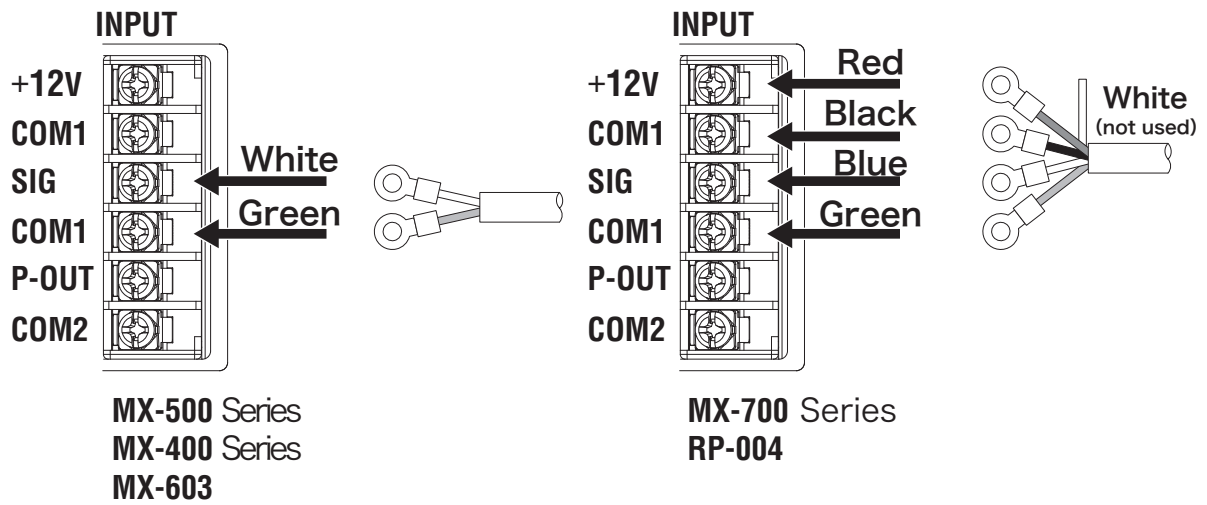 INPUT
+12V
COM1
SIG
COM1
P-OUT
COM2
White
Green
MX-500 Series
MX-400 Series
MX-603
INPUT
+12V
COM1
SIG
COM1
P-OUT
COM2
Red
Black
Blue
Green
White
(not used)
MX-700 Series
RP-004